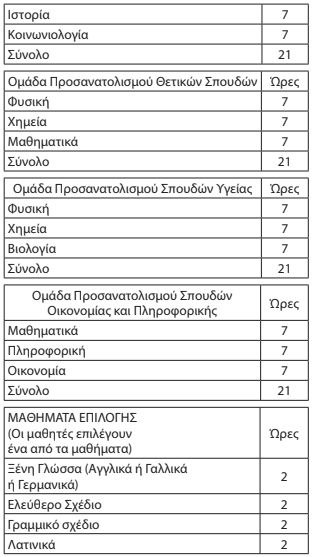 Ιστορία 7
Κοινωνιολογία 7
Σύνολο 21
Ομάδα Προσανατολισμού Θετικών Σπουδών Ώρες
Φυσική 7
Χημεία 7
Μαθηματικά 7
Σύνολο 21
Ομάδα Προσανατολισμού Σπουδών Υγείας Ώρες
Φυσική 7
Χημεία 7
Βιολογία 7
Σύνολο 21
Ομάδα Προσανατολισμού Σπουδών
Οικονομίας και Πληροφορικής Ώρες
Μαθηματικά 7
Πληροφορική 7
Οικονομία 7
Σύνολο 21
ΜΑΘΗΜΑΤΑ ΕΠΙΛΟΓΗΣ
(Οι μαθητές επιλέγουν Ώρες
ένα από τα μαθήματα)
Ξένη Γλώσσα (Αγγλικά ή Γαλλικά
ή Γερμανικά) 2
Ελεύθερο Σχέδιο 2
Γραμμικό σχέδιο 2
Λατινικά 2